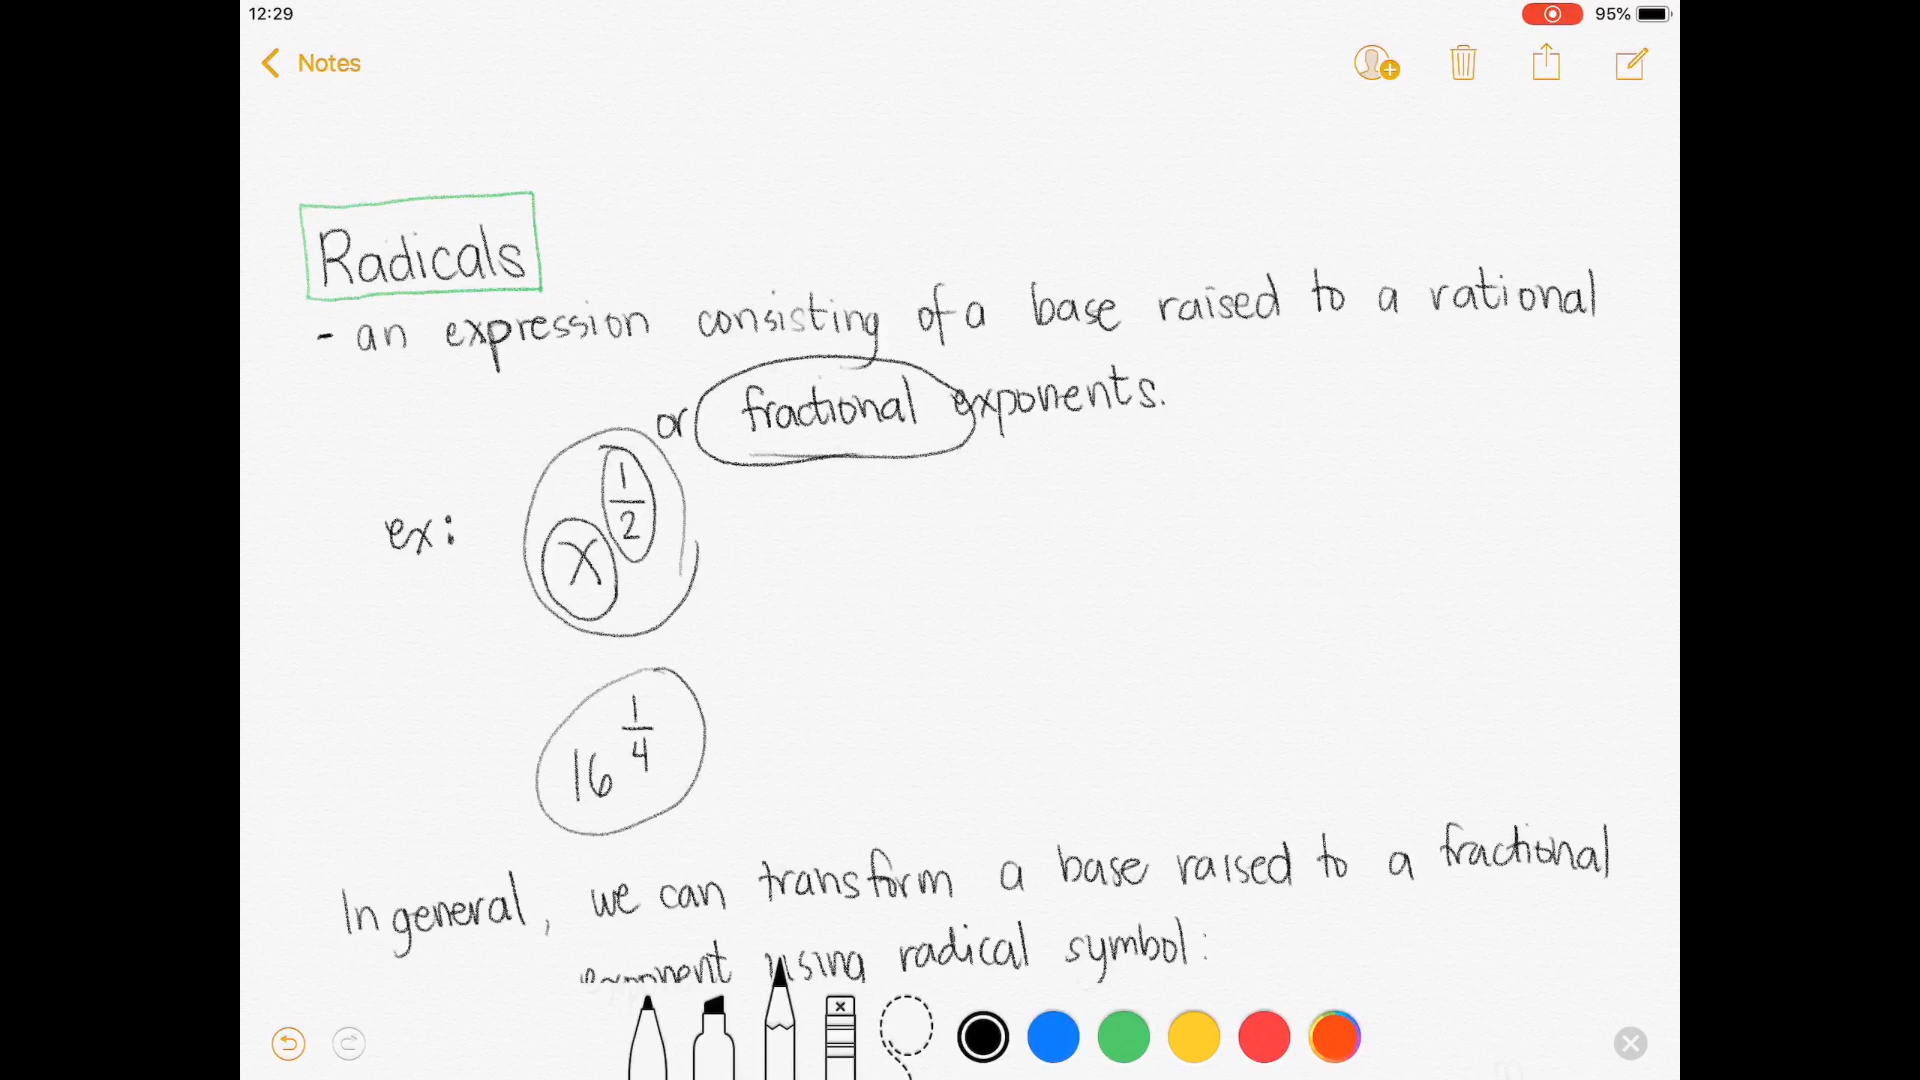 12:29
95%
Notes
Radicals
- an expression consisting of a base raised to a rational
or fractional exponents.
ex: x^1/2
16^1/4
In general, we can transform a base raised to a fractional
exponent using radical symbol: